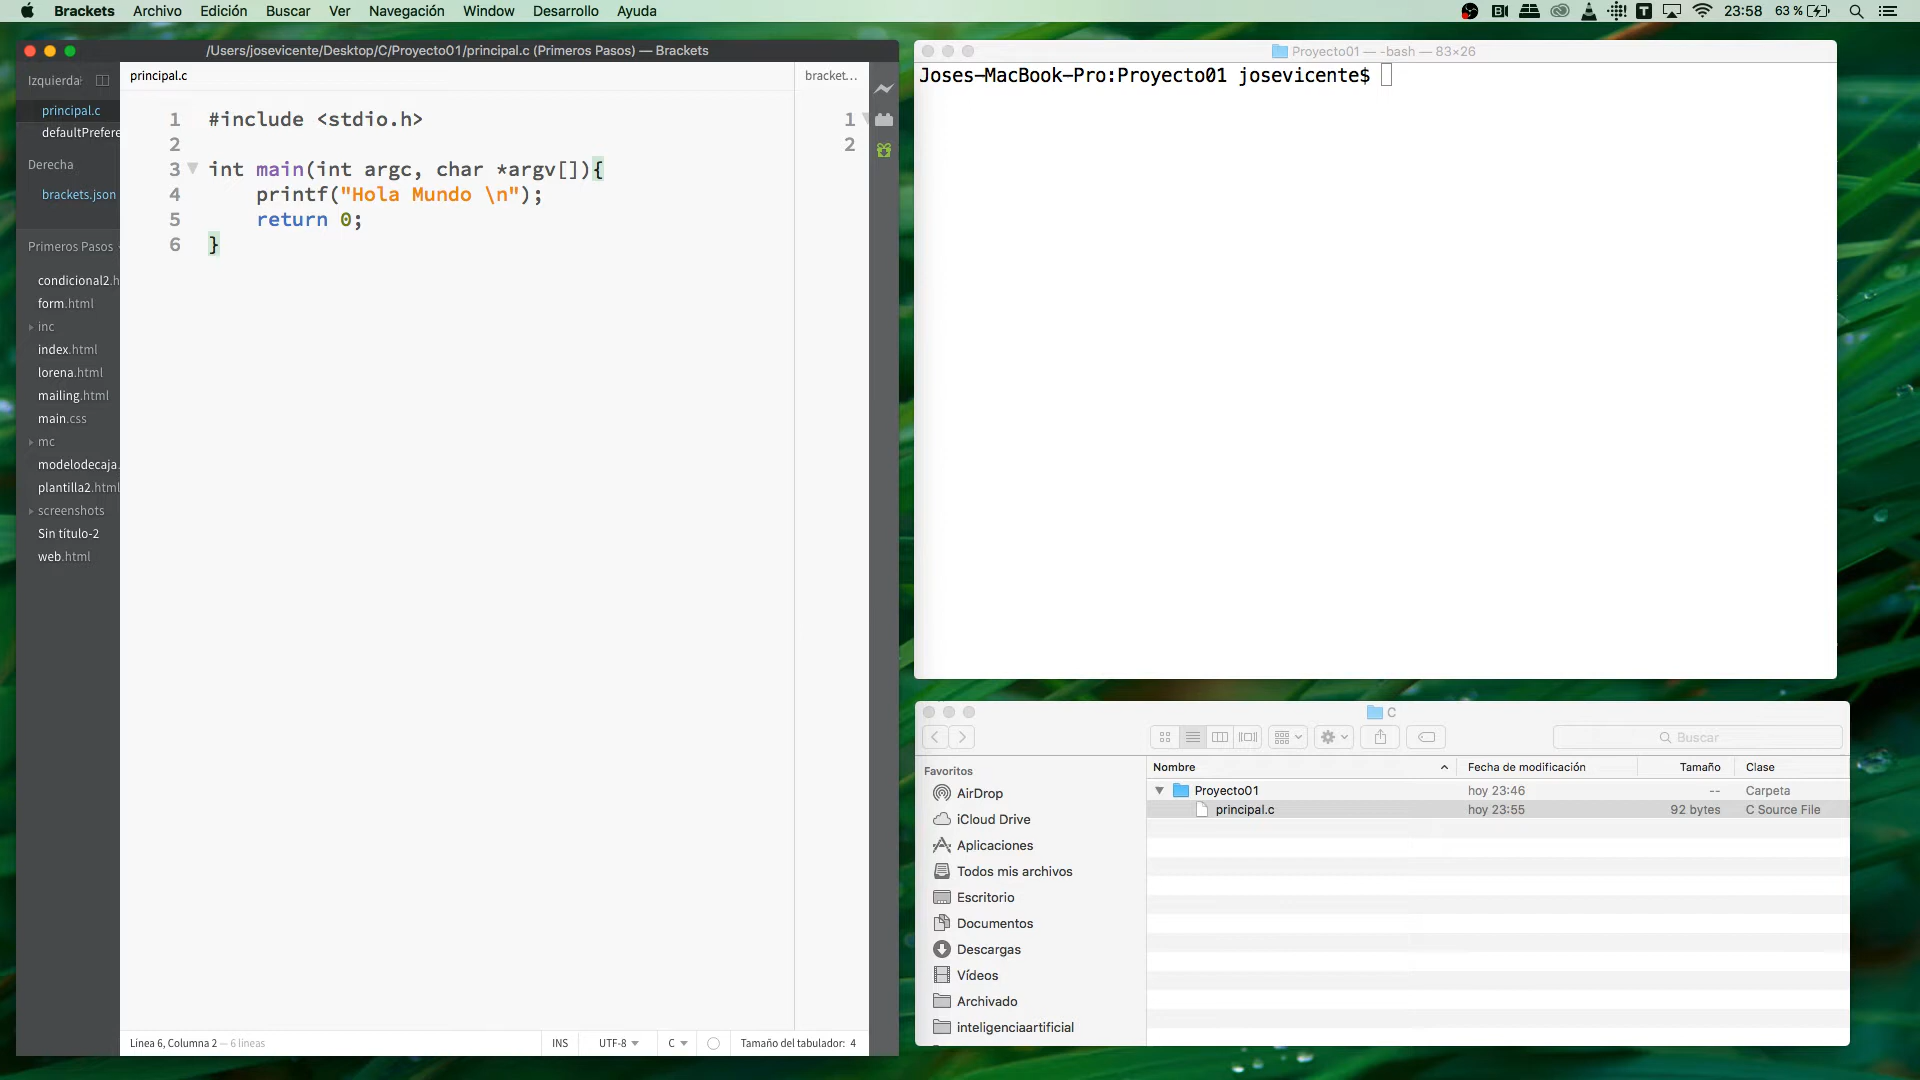 Brackets Archivo Edición Buscar Ver Navegación Window Desarrollo Ayuda 23:58 63 %
/Users/josevicente/Desktop/C/Proyecto01/principal.c (Primeros Pasos) — Brackets
Izquierda
principal.c
defaultPrefere
Derecha
brackets.json
Primeros Pasos
condicional2.h
form.html
inc
index.html
lorena.html
mailing.html
main.css
mc
modelodecaja.
plantilla2.html
screenshots
Sin título-2
web.html
principal.c
1 #include <stdio.h>
2
3 int main(int argc, char *argv[]){
4 printf("Hola Mundo \n");
5 return 0;
6 }
bracket...
1
2
Línea 6, Columna 2 — 6 líneas INS UTF-8 C Tamaño del tabulador: 4
Proyecto01 — -bash — 83×26
Joses-MacBook-Pro:Proyecto01 josevicente$
C
Buscar
Favoritos
AirDrop
iCloud Drive
Aplicaciones
Todos mis archivos
Escritorio
Documentos
Descargas
Vídeos
Archivado
inteligenciaartificial
Nombre Fecha de modificación Tamaño Clase
Proyecto01 hoy 23:46 -- Carpeta
principal.c hoy 23:55 92 bytes C Source File